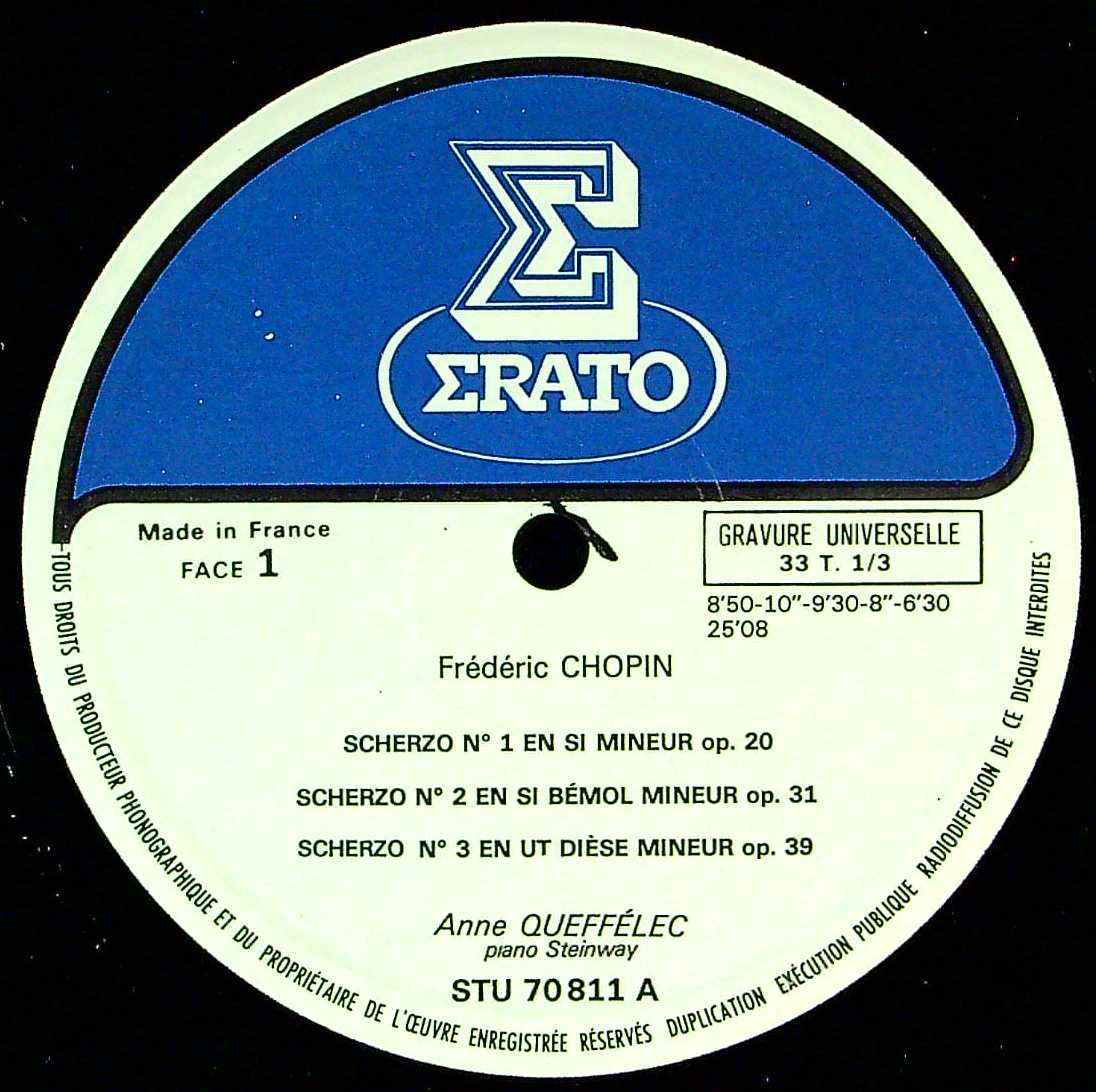 Σ
ΣRATO
Made in France
FACE 1
GRAVURE UNIVERSELLE
33 T. 1/3
8'50-10"-9'30-8"-6'30
25'08
Frédéric CHOPIN
SCHERZO N° 1 EN SI MINEUR op. 20
SCHERZO N° 2 EN SI BÉMOL MINEUR op. 31
SCHERZO N° 3 EN UT DIÈSE MINEUR op. 39
Anne QUEFFÉLEC
piano Steinway
STU 70 811 A
TOUS DROITS DU PRODUCTEUR PHONOGRAPHIQUE ET DU PROPRIÉTAIRE DE L'ŒUVRE ENREGISTRÉE RÉSERVÉS DUPLICATION EXÉCUTION PUBLIQUE RADIODIFFUSION DE CE DISQUE INTERDITES